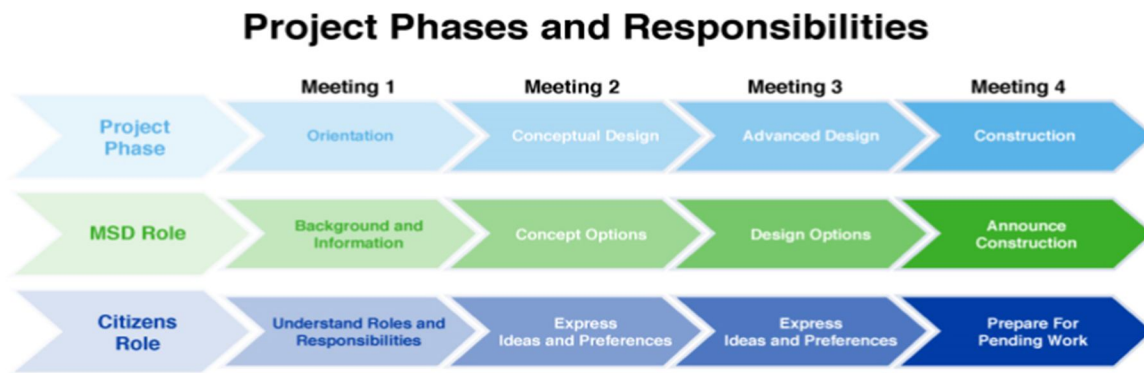 Project Phases and Responsibilities
Meeting 1
Meeting 2
Meeting 3
Meeting 4
Project
Phase
Orientation
Conceptual Design
Advanced Design
Construction
MSD Role
Background and
Information
Concept Options
Design Options
Announce
Construction
Citizens
Role
Understand Roles and
Responsibilities
Express
Ideas and Preferences
Express
Ideas and Preferences
Prepare For
Pending Work